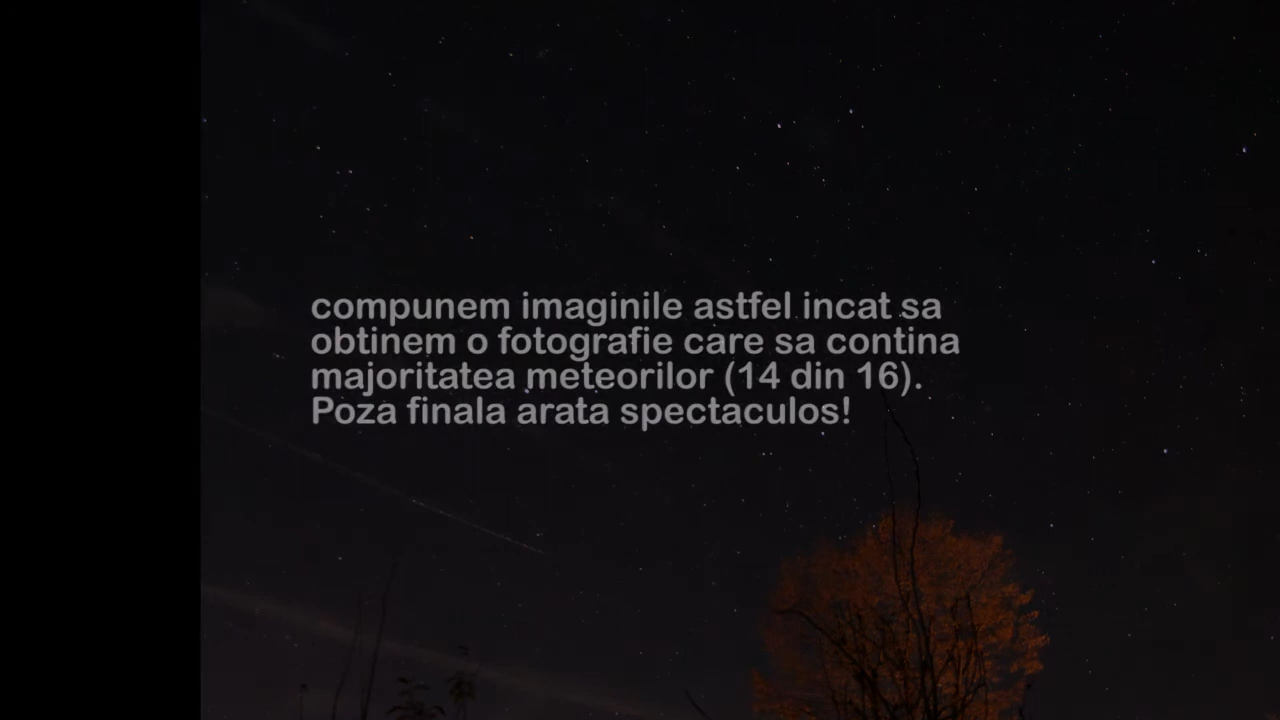 compunem imaginile astfel incat sa
obtinem o fotografie care sa contina
majoritatea meteorilor (14 din 16).
Poza finala arata spectaculos!